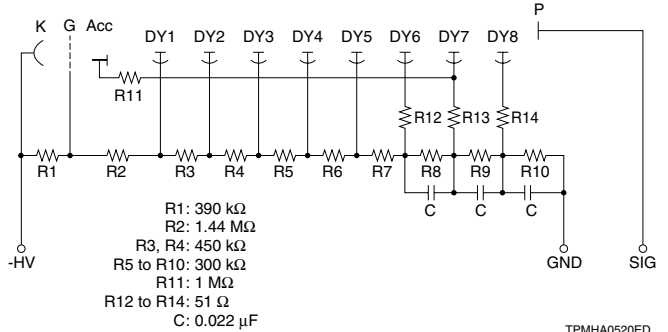 K G Acc DY1 DY2 DY3 DY4 DY5 DY6 DY7 DY8 P
R11
R12 R13 R14
R1 R2 R3 R4 R5 R6 R7 R8 R9 R10
C C C
-HV GND SIG
R1: 390 kΩ
R2: 1.44 MΩ
R3, R4: 450 kΩ
R5 to R10: 300 kΩ
R11: 1 MΩ
R12 to R14: 51 Ω
C: 0.022 µF
TPMHA0520ED